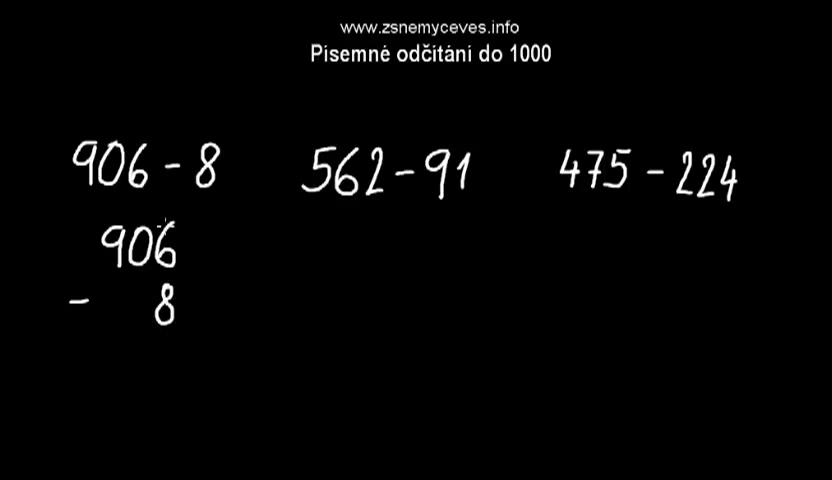 www.zsnemyceves.info
Písemné odčítání do 1000
906 - 8 562 - 91 475 - 224
906
- 8